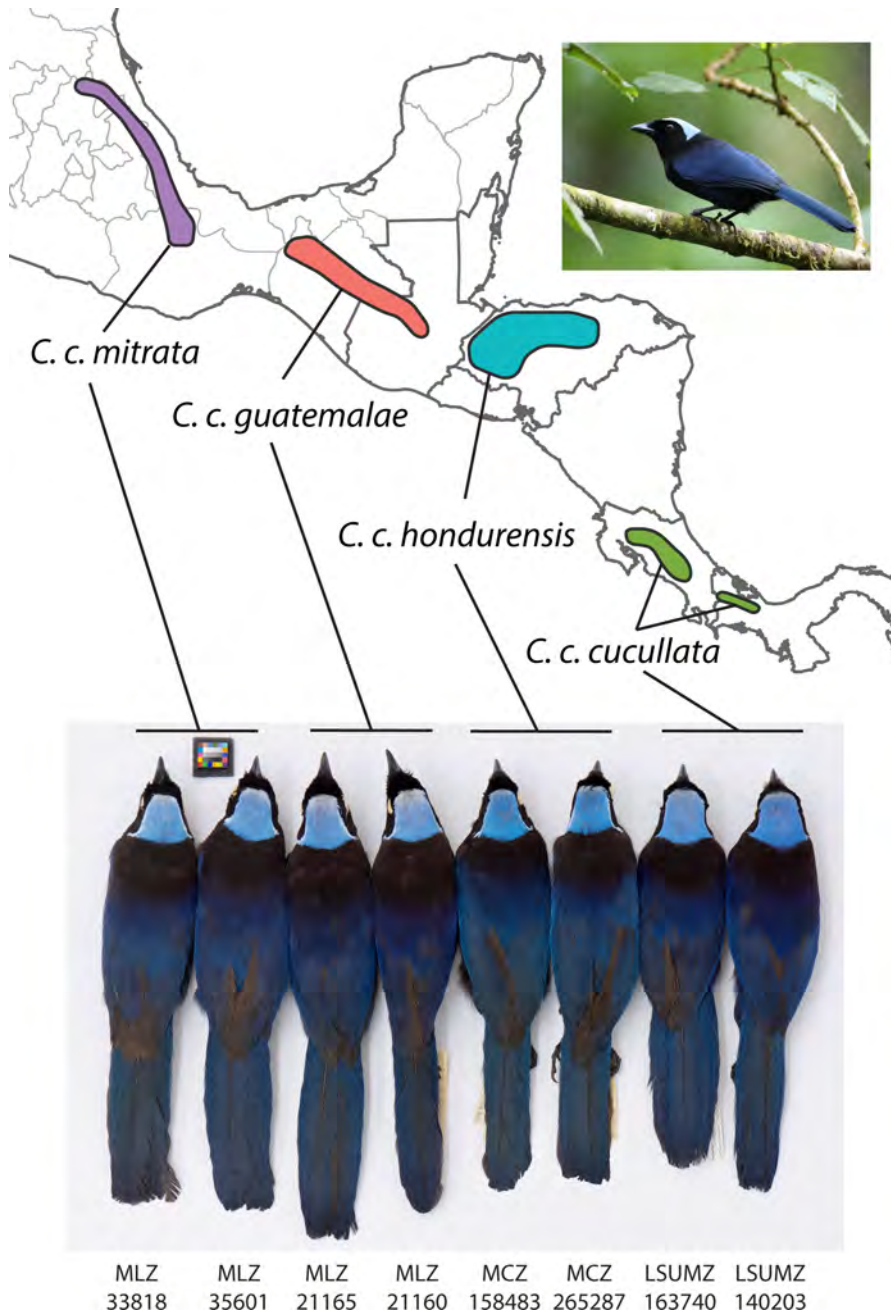 C. c. mitrata
C. c. guatemalae
C. c. hondurensis
C. c. cucullata
MLZ MLZ MLZ MLZ MCZ MCZ LSUMZ LSUMZ
33818 35601 21165 21160 158483 265287 163740 140203